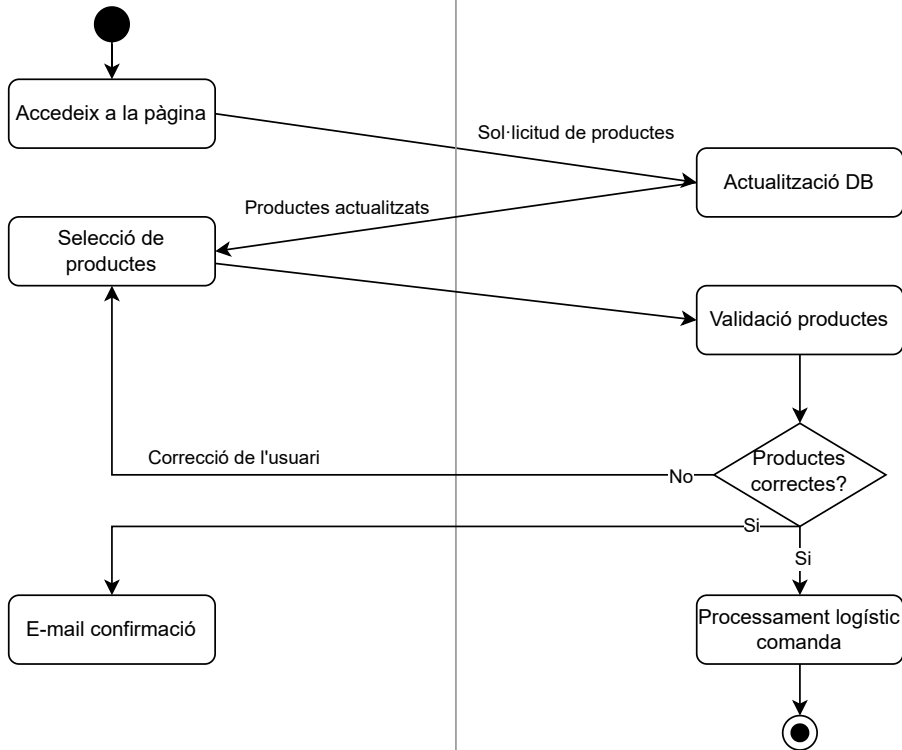 Accedeix a la pàgina
Sol·licitud de productes
Actualització DB
Productes actualitzats
Selecció de
productes
Validació productes
Productes
correctes?
Correcció de l'usuari
No
Si
Si
E-mail confirmació
Processament logístic
comanda